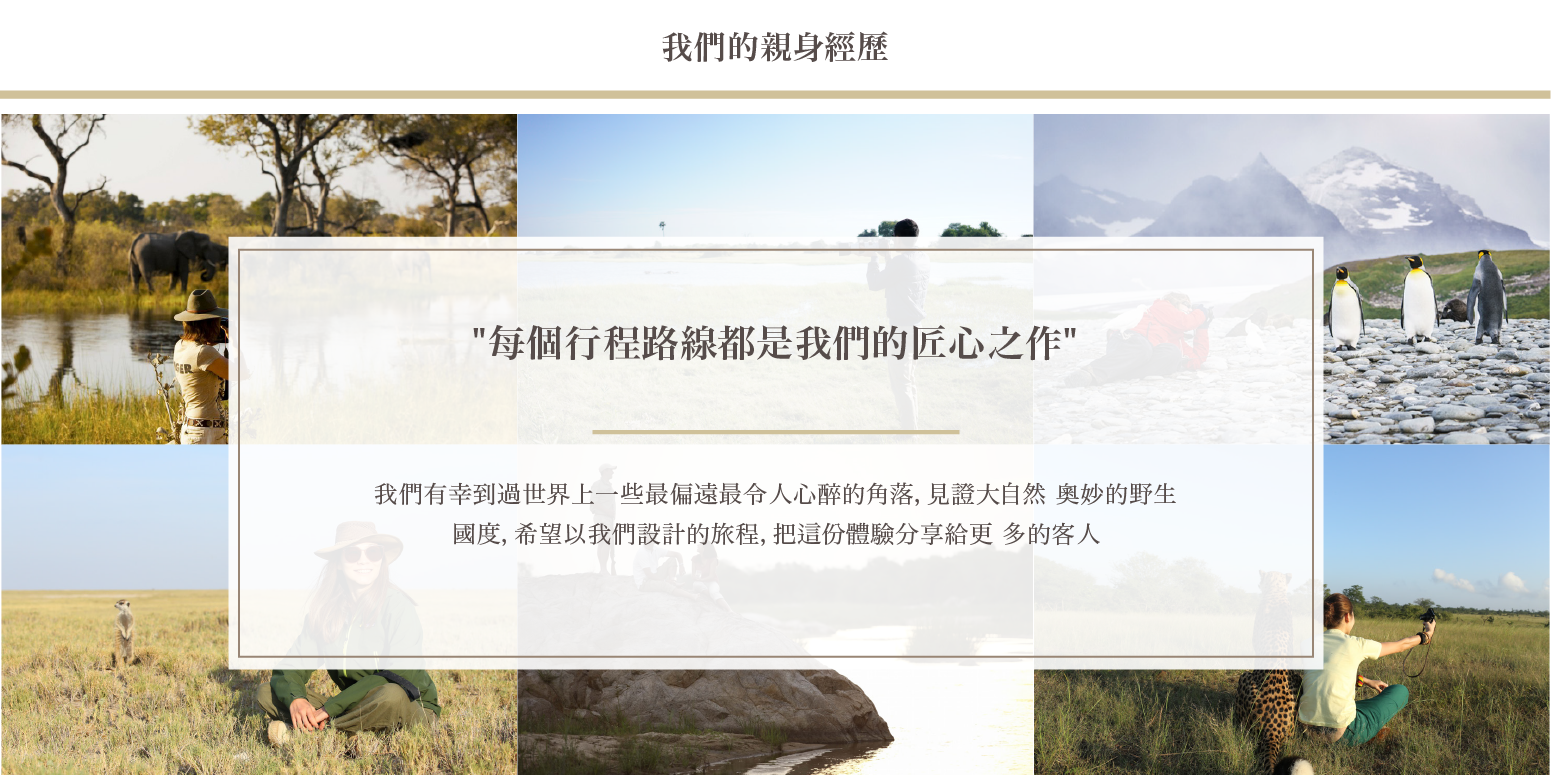 我們的親身經歷
"每個行程路線都是我們的匠心之作"
我們有幸到過世界上一些最偏遠最令人心醉的角落, 見證大自然 奧妙的野生
國度, 希望以我們設計的旅程, 把這份體驗分享給更 多的客人